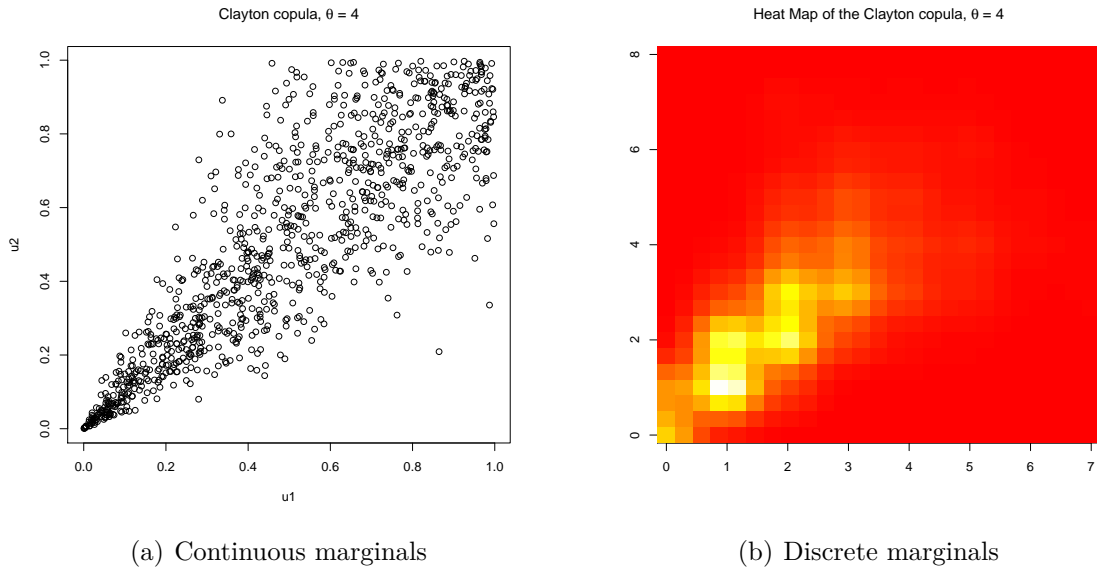 Clayton copula, θ = 4
1.0
0.8
0.6
0.4
0.2
0.0
u2
0.0 0.2 0.4 0.6 0.8 1.0
u1
(a) Continuous marginals
Heat Map of the Clayton copula, θ = 4
8
6
4
2
0
0 1 2 3 4 5 6 7
(b) Discrete marginals